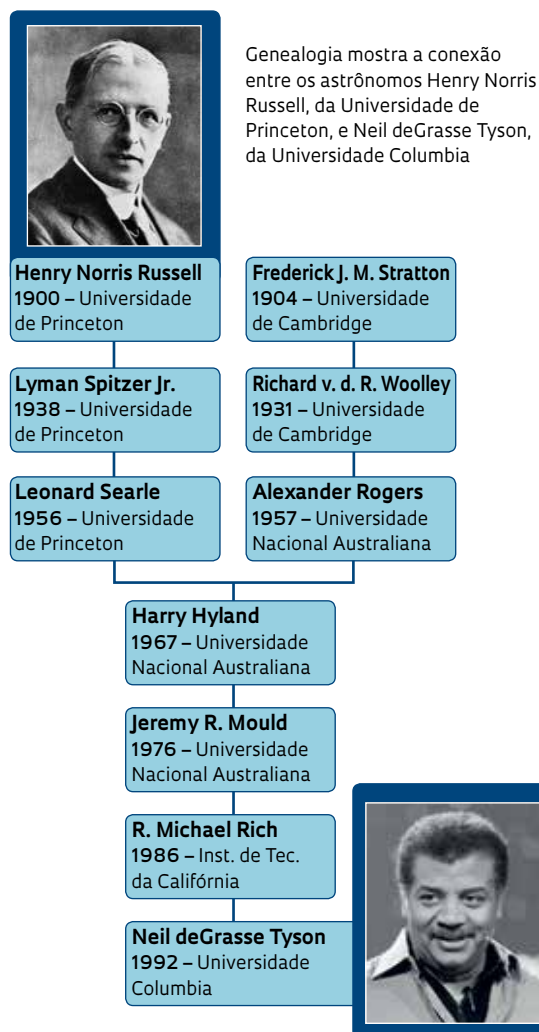 Genealogia mostra a conexão
entre os astrônomos Henry Norris
Russell, da Universidade de
Princeton, e Neil deGrasse Tyson,
da Universidade Columbia
Henry Norris Russell
1900 – Universidade
de Princeton
Frederick J. M. Stratton
1904 – Universidade
de Cambridge
Lyman Spitzer Jr.
1938 – Universidade
de Princeton
Richard v. d. R. Woolley
1931 – Universidade
de Cambridge
Leonard Searle
1956 – Universidade
de Princeton
Alexander Rogers
1957 – Universidade
Nacional Australiana
Harry Hyland
1967 – Universidade
Nacional Australiana
Jeremy R. Mould
1976 – Universidade
Nacional Australiana
R. Michael Rich
1986 – Inst. de Tec.
da Califórnia
Neil deGrasse Tyson
1992 – Universidade
Columbia